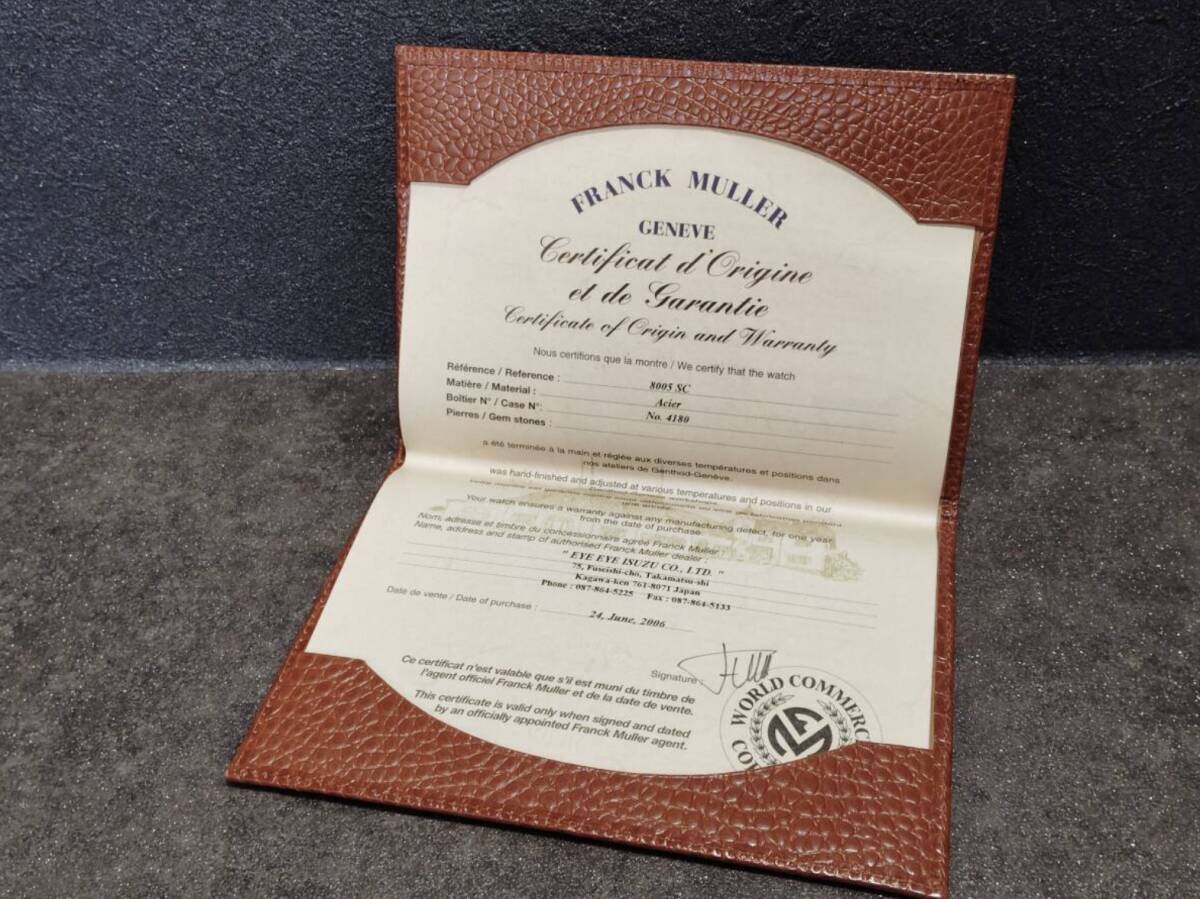 FRANCK MULLER
GENEVE
Certificat d'Origine
et de Garantie
Certificate of Origin and Warranty
Nous certifions que la montre / We certify that the watch
Référence / Reference : 8005 SC
Matière / Material : Acier
Boîtier N° / Case N°: No. 4180
Pierres / Gem stones :
a été terminée à la main et réglée aux diverses températures et positions dans
nos ateliers de Genthod-Genève.
was hand-finished and adjusted at various temperatures and positions in our
Your watch ensures a warranty against any manufacturing defect, for one year
from the date of purchase.
Nom, adresse et timbre du concessionnaire agréé Franck Muller
Name, address and stamp of authorised Franck Muller dealer :
" EYE EYE ISUZU CO., LTD. "
75, Fuseishi-cho, Takamatsu-shi
Kagawa-ken 761-8071 Japan
Phone : 087-864-5225 Fax : 087-864-5133
Date de vente / Date of purchase : 24, June, 2006
Signature :
Ce certificat n'est valable que s'il est muni du timbre de
l'agent officiel Franck Muller et de la date de vente.
This certificate is valid only when signed and dated
by an officially appointed Franck Muller agent.
WORLD COMMERC
CO